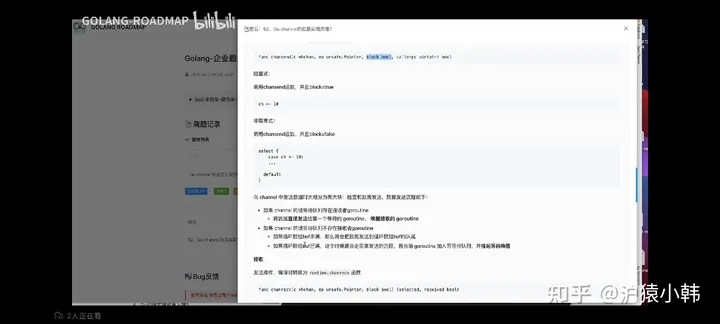 GOLANG-ROADMAP bilibili
GOLANG ROADMAP
Golang-企业题
刷题记录
Bug反馈
2人正在看
52. Go channel的底层实现原理?
func chansend(c *hchan, ep unsafe.Pointer, block bool, callerpc uintptr) bool
阻塞式:
调用chansend函数,并且block=true
ch <- 10
非阻塞式:
调用chansend函数,并且block=false
select {
case ch <- 10:
...
default
}
向 channel 中发送数据时大概分为两大块:检查和数据发送,数据发送流程如下:
如果 channel 的读等待队列存在接收者goroutine
将数据直接发送给第一个等待的 goroutine, 唤醒接收的 goroutine
如果 channel 的读等待队列不存在接收者goroutine
如果循环数组buf未满,那么将会把数据发送到循环数组buf的队尾
如果循环数组buf已满,这个时候就会走阻塞发送的流程,将当前 goroutine 加入写等待队列,并挂起等待唤醒
接收
发送操作,编译时转换为 runtime.chanrecv 函数
func chanrecv(c *hchan, ep unsafe.Pointer, block bool) (selected, received bool)
知乎 @沪猿小韩